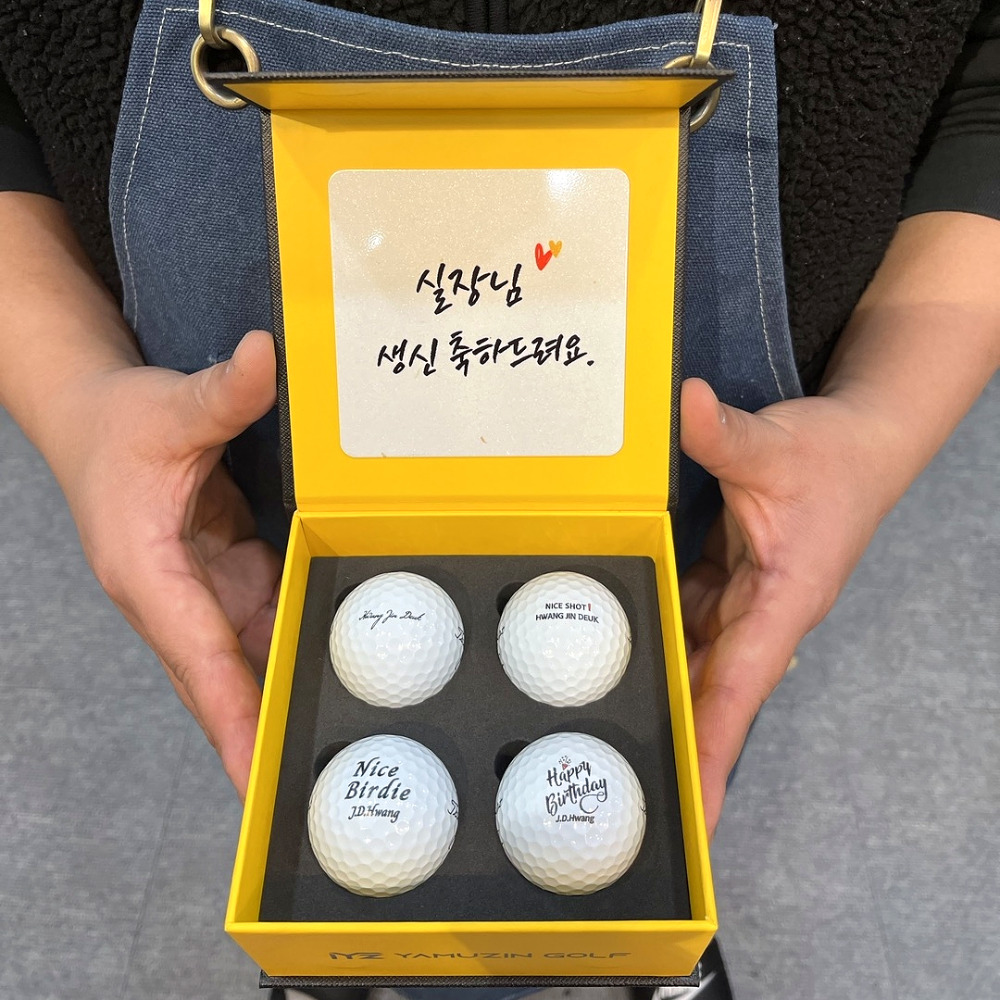 실장님
생신 축하드려요.
Hwang Jin Deuk
NICE SHOT!
HWANG JIN DEUK
Nice
Birdie
J.D.Hwang
Happy
Birthday
J.D.Hwang
YZ YAMUZIN GOLF